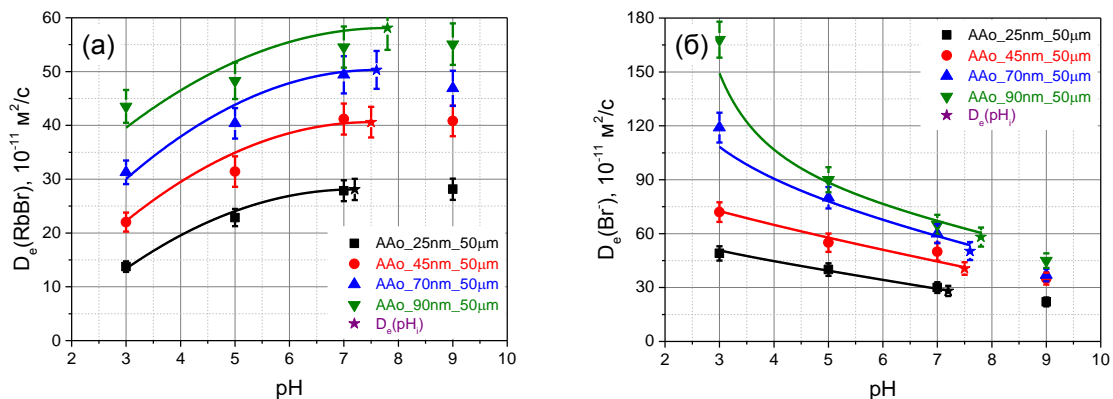 (a)
D_e(RbBr), 10^-11 м²/с
60
50
40
30
20
10
0
AAo_25nm_50μm
AAo_45nm_50μm
AAo_70nm_50μm
AAo_90nm_50μm
D_e(pH_i)
2 3 4 5 6 7 8 9 10
pH
(б)
D_e(Br^-), 10^-11 м²/с
180
150
120
90
60
30
0
AAo_25nm_50μm
AAo_45nm_50μm
AAo_70nm_50μm
AAo_90nm_50μm
D_e(pH_i)
2 3 4 5 6 7 8 9 10
pH